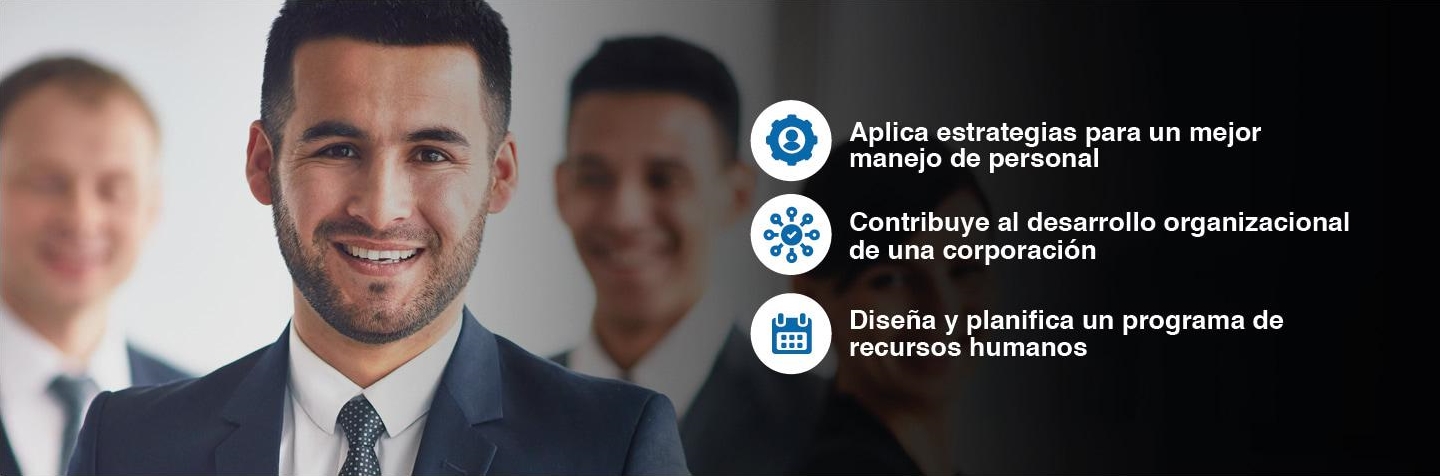 Aplica estrategias para un mejor
manejo de personal
Contribuye al desarrollo organizacional
de una corporación
Diseña y planifica un programa de
recursos humanos